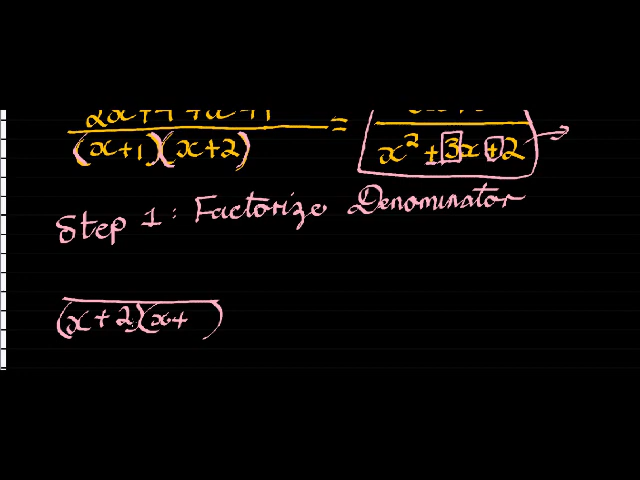 (x+1)(x+2) = x² + 3x + 2
Step 1: Factorize Denominator
(x + 2)(x+ )